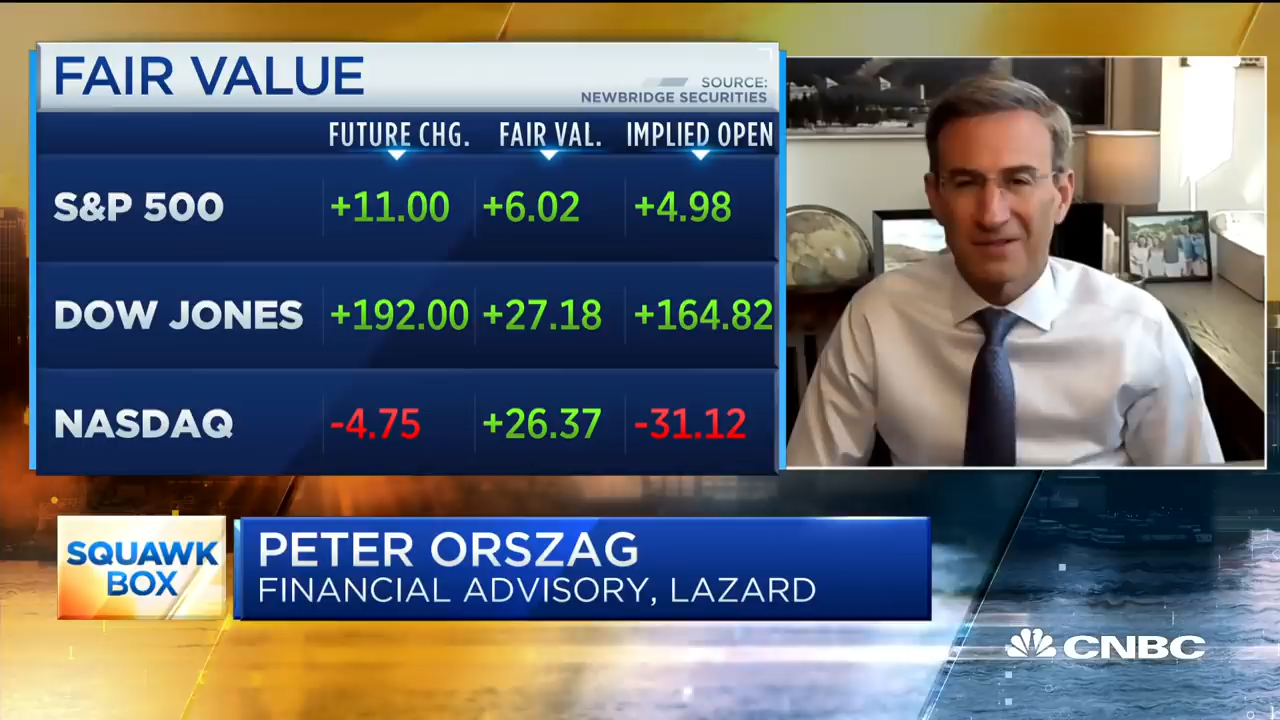 FAIR VALUE
SOURCE:
NEWBRIDGE SECURITIES
FUTURE CHG. FAIR VAL. IMPLIED OPEN
S&P 500 +11.00 +6.02 +4.98
DOW JONES +192.00 +27.18 +164.82
NASDAQ -4.75 +26.37 -31.12
SQUAWK
BOX
PETER ORSZAG
FINANCIAL ADVISORY, LAZARD
CNBC